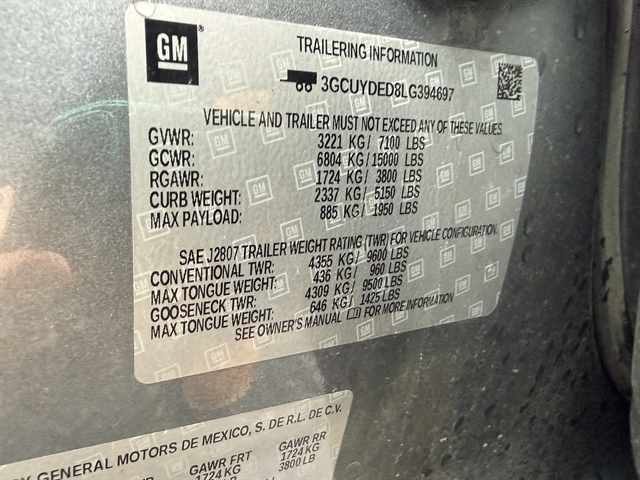 GM
TRAILERING INFORMATION
3GCUYDED8LG394697
VEHICLE AND TRAILER MUST NOT EXCEED ANY OF THESE VALUES.
GVWR: 3221 KG/ 7100 LBS
GCWR: 6804 KG/ 15000 LBS
RGAWR: 1724 KG/ 3800 LBS
CURB WEIGHT: 2337 KG/ 5150 LBS
MAX PAYLOAD: 885 KG/ 1950 LBS
SAE J2807 TRAILER WEIGHT RATING (TWR) FOR VEHICLE CONFIGURATION.
CONVENTIONAL TWR: 4355 KG/ 9600 LBS
MAX TONGUE WEIGHT: 436 KG/ 960 LBS
GOOSENECK TWR: 4309 KG/ 9500 LBS
MAX TONGUE WEIGHT: 646 KG/ 1425 LBS
SEE OWNER'S MANUAL FOR MORE INFORMATION
GENERAL MOTORS DE MEXICO, S. DE R.L. DE C.V.
GAWR FRT GAWR RR
1724 KG 1724 KG
3800 LB